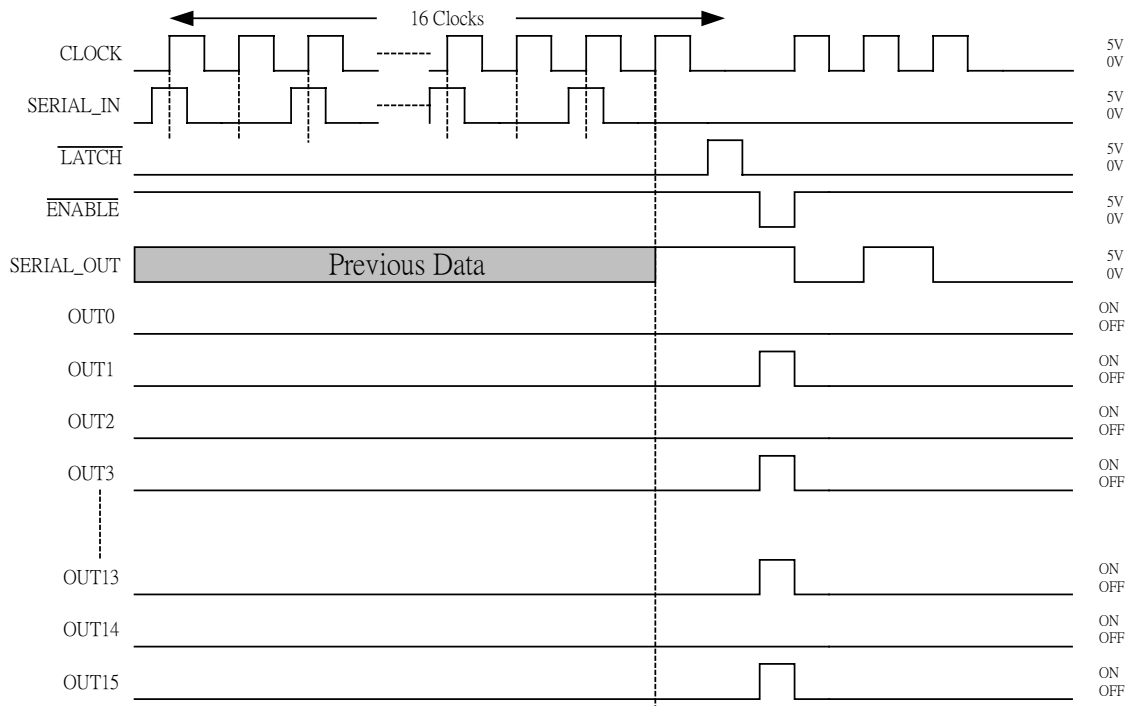 16 Clocks
CLOCK
5V
0V
SERIAL_IN
5V
0V
LATCH
5V
0V
ENABLE
5V
0V
SERIAL_OUT
Previous Data
5V
0V
OUT0
ON
OFF
OUT1
ON
OFF
OUT2
ON
OFF
OUT3
ON
OFF
OUT13
ON
OFF
OUT14
ON
OFF
OUT15
ON
OFF